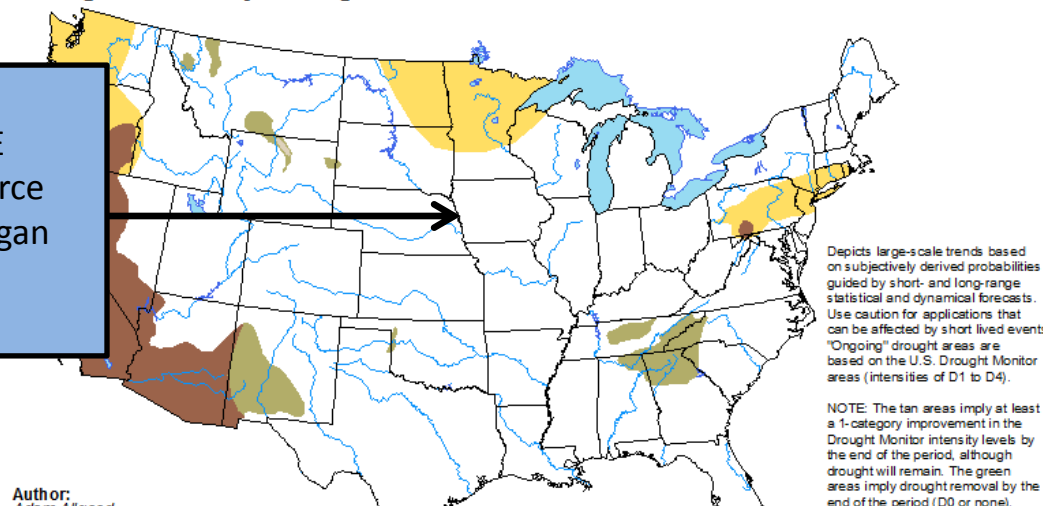 E
rce
gan
Depicts large-scale trends based
on subjectively derived probabilities
guided by short- and long-range
statistical and dynamical forecasts.
Use caution for applications that
can be affected by short lived events
"Ongoing" drought areas are
based on the U.S. Drought Monitor
areas (intensities of D1 to D4).
NOTE: The tan areas imply at least
a 1-category improvement in the
Drought Monitor intensity levels by
the end of the period, although
drought will remain. The green
areas imply drought removal by the
end of the period (D0 or none).
Author: